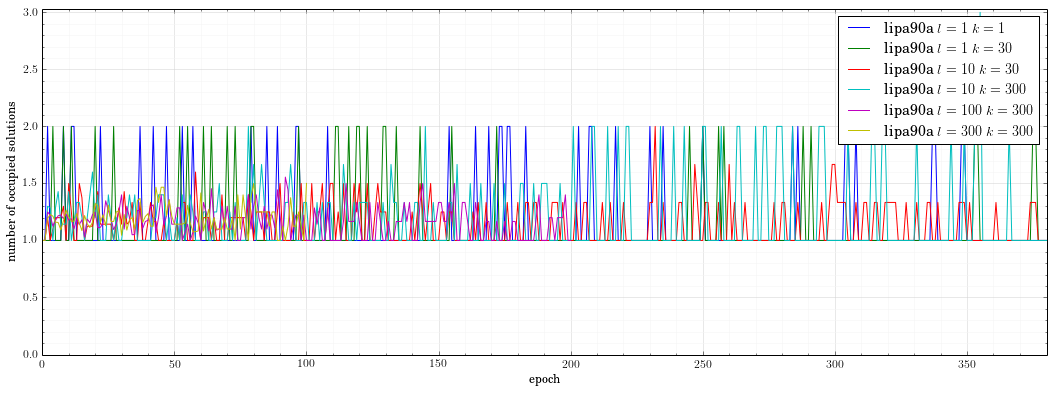 3.0
2.5
2.0
1.5
1.0
0.5
0.0
number of occupied solutions
0 50 100 150 200 250 300 350
epoch
lipa90a l = 1 k = 1
lipa90a l = 1 k = 30
lipa90a l = 10 k = 30
lipa90a l = 10 k = 300
lipa90a l = 100 k = 300
lipa90a l = 300 k = 300